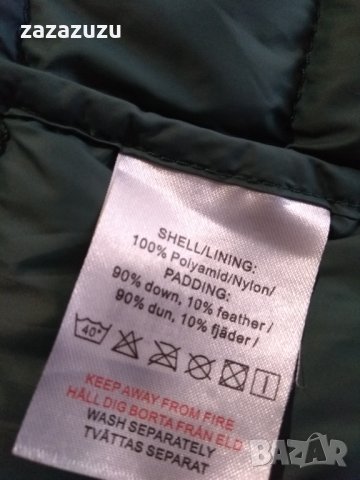 zazazuzu
SHELL/LINING:
100% Polyamid/Nylon/
PADDING:
90% down, 10% feather /
90% dun, 10% fjäder /
40°
KEEP AWAY FROM FIRE
HÅLL DIG BORTA FRÅN ELD
WASH SEPARATELY
TVÄTTAS SEPARAT
BAZAR